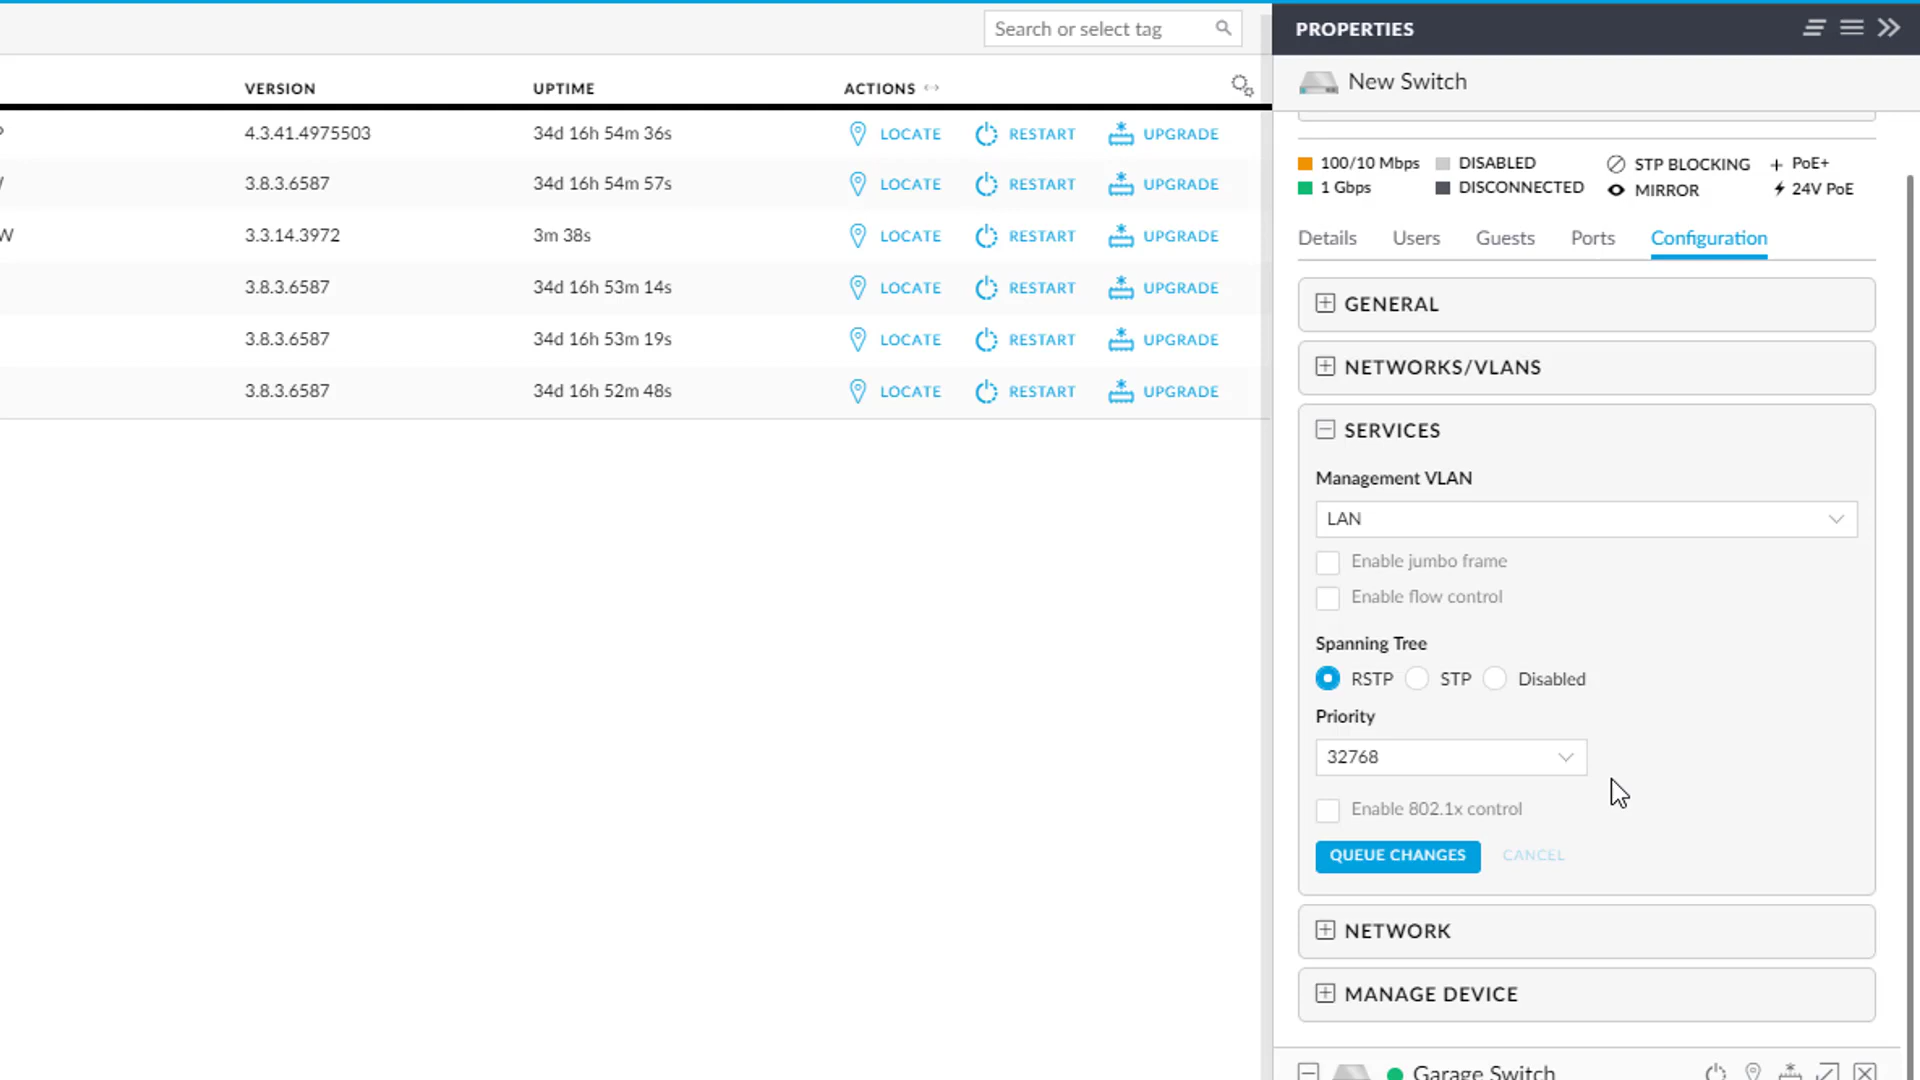 Search or select tag
PROPERTIES
New Switch
VERSION UPTIME ACTIONS
4.3.41.4975503 34d 16h 54m 36s LOCATE RESTART UPGRADE
3.8.3.6587 34d 16h 54m 57s LOCATE RESTART UPGRADE
W 3.3.14.3972 3m 38s LOCATE RESTART UPGRADE
3.8.3.6587 34d 16h 53m 14s LOCATE RESTART UPGRADE
3.8.3.6587 34d 16h 53m 19s LOCATE RESTART UPGRADE
3.8.3.6587 34d 16h 52m 48s LOCATE RESTART UPGRADE
100/10 Mbps DISABLED STP BLOCKING PoE+
1 Gbps DISCONNECTED MIRROR 24V PoE
Details Users Guests Ports Configuration
GENERAL
NETWORKS/VLANS
SERVICES
Management VLAN
LAN
Enable jumbo frame
Enable flow control
Spanning Tree
RSTP STP Disabled
Priority
32768
Enable 802.1x control
QUEUE CHANGES CANCEL
NETWORK
MANAGE DEVICE
Garage Switch